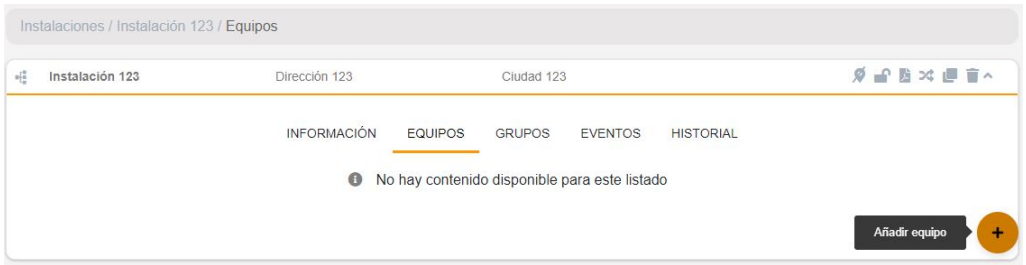 Instalaciones / Instalación 123 / Equipos
Instalación 123 Dirección 123 Ciudad 123
INFORMACIÓN EQUIPOS GRUPOS EVENTOS HISTORIAL
No hay contenido disponible para este listado
Añadir equipo